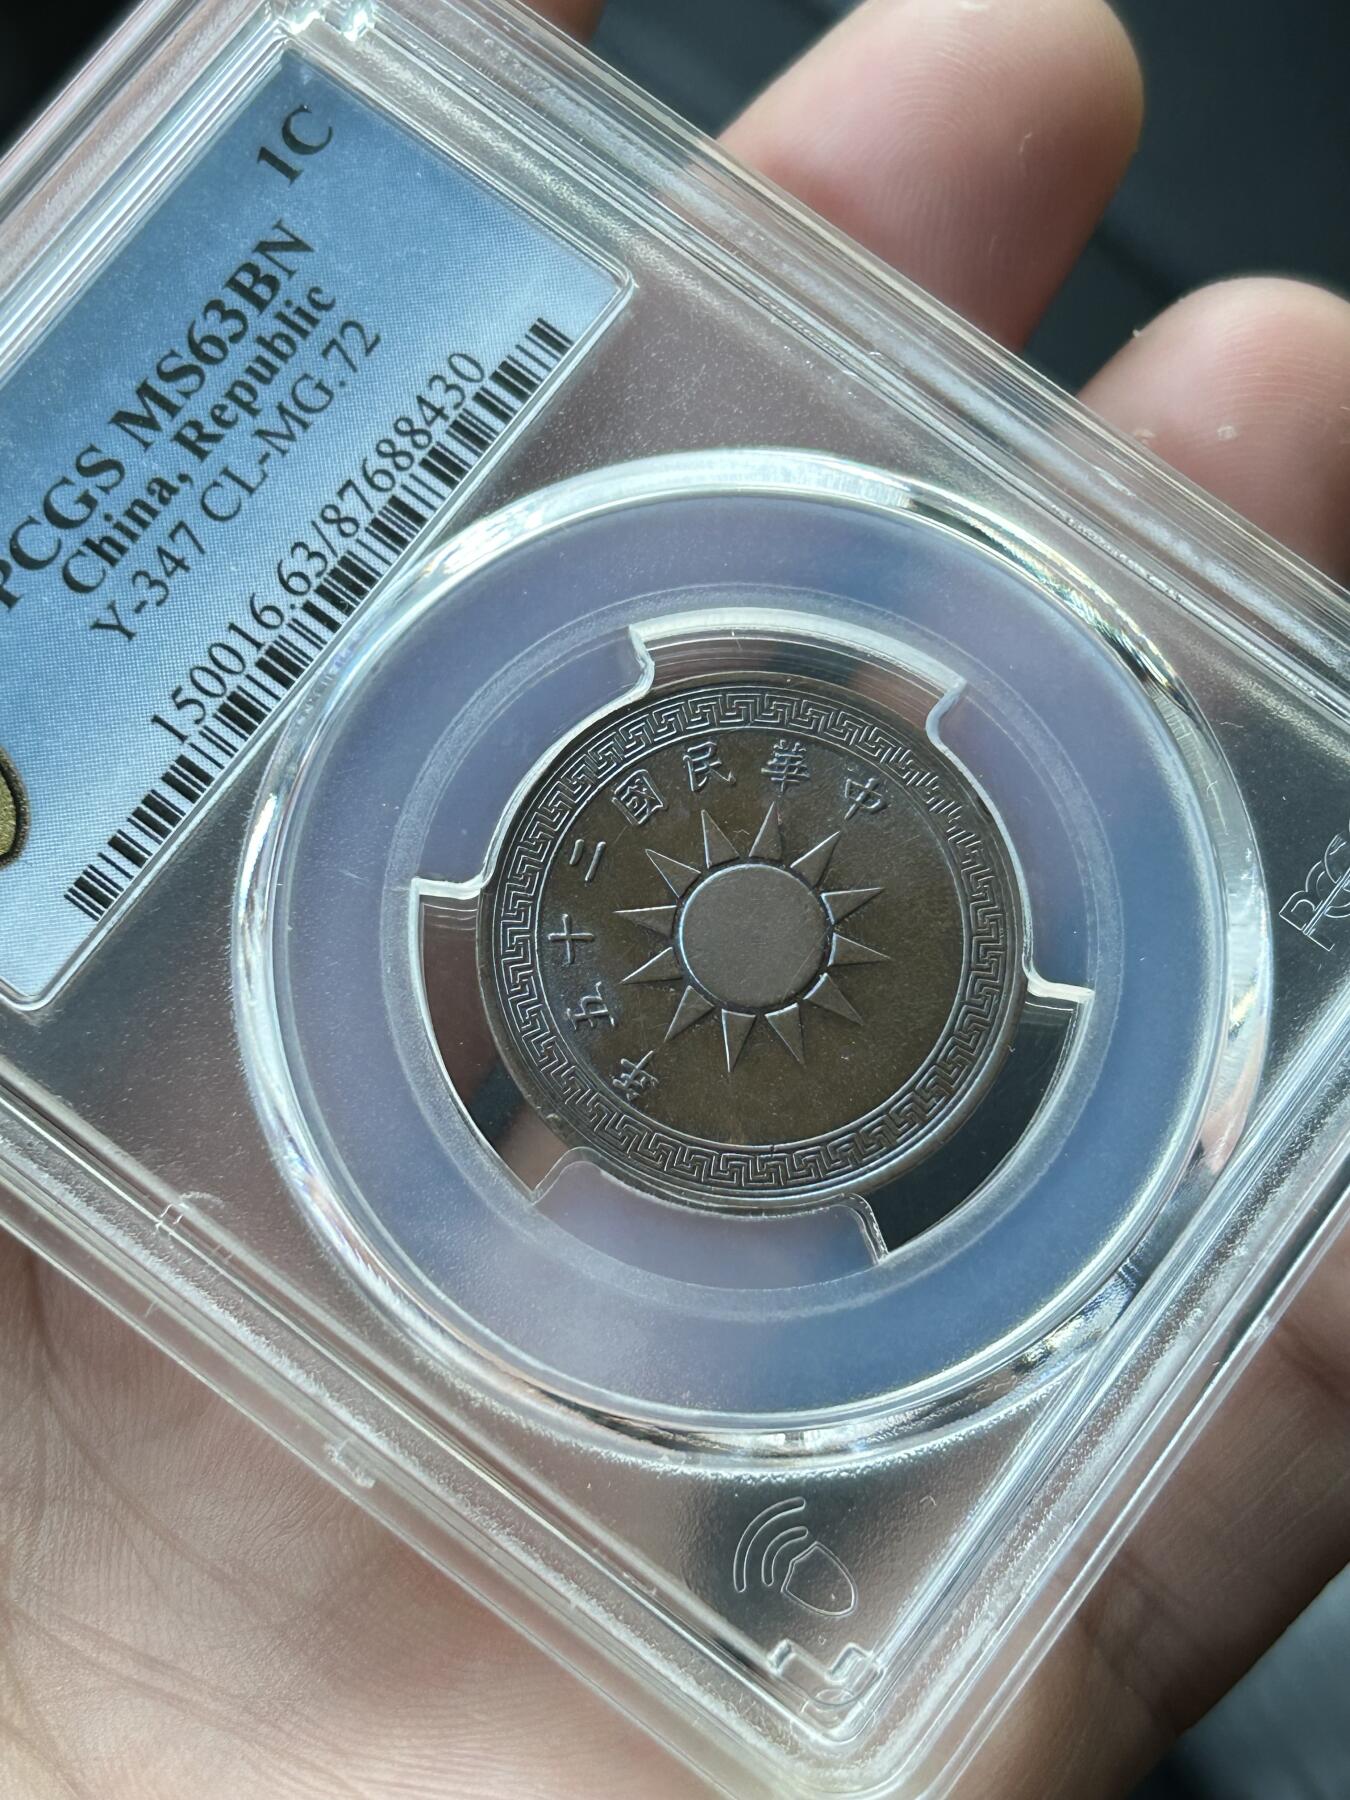 1C
PCGS MS63BN
China, Republic
Y-347 CL-MG.72
150016.63/87688430
中華民國二十五年